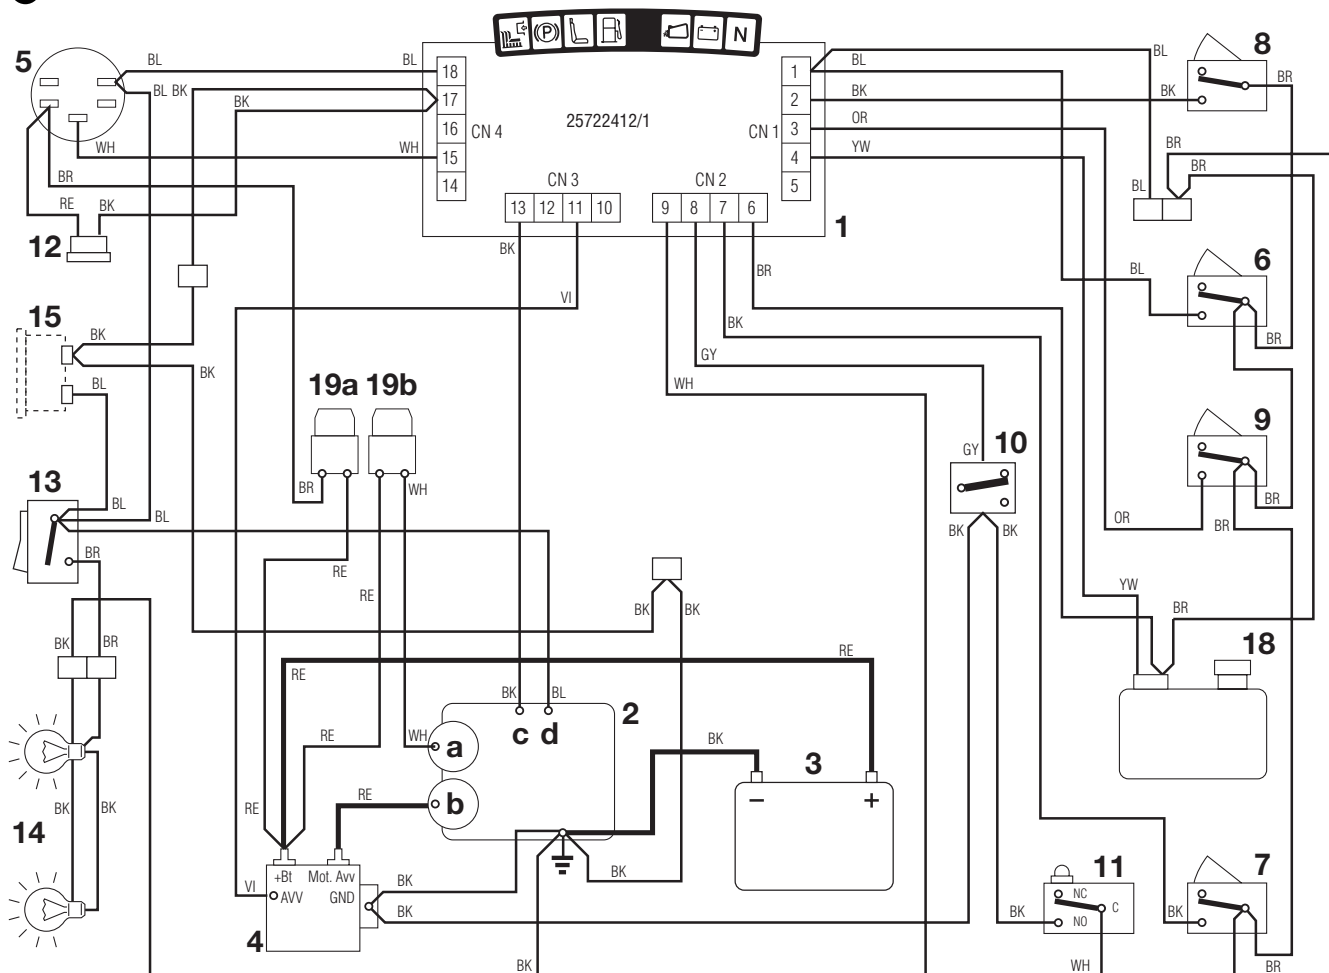 P
N
5
BL
BL
18
1
BL
BL
8
BR
BL BK
BK
17
2
BK
BK
16
CN 4
25722412/1
CN 1
3
OR
WH
WH
15
4
YW
BR
BR
BR
14
CN 3
CN 2
5
BL
RE
BK
13
12
11
10
9
8
7
6
1
12
BK
BR
BL
6
VI
15
BK
BK
BR
BK
GY
BL
19a
19b
WH
9
GY
10
13
BR
WH
BR
BL
BL
OR
BR
BR
BK
BK
RE
RE
YW
BK
BK
BR
BK
BR
RE
RE
18
BK
BL
2
c d
RE
WH
a
BK
3
BK
BK
RE
b
–
+
RE
14
+Bt
Mot. Avv
BK
11
7
VI
AVV
GND
BK
NC
C
BK
BK
NO
BK
4
BK
WH
BR